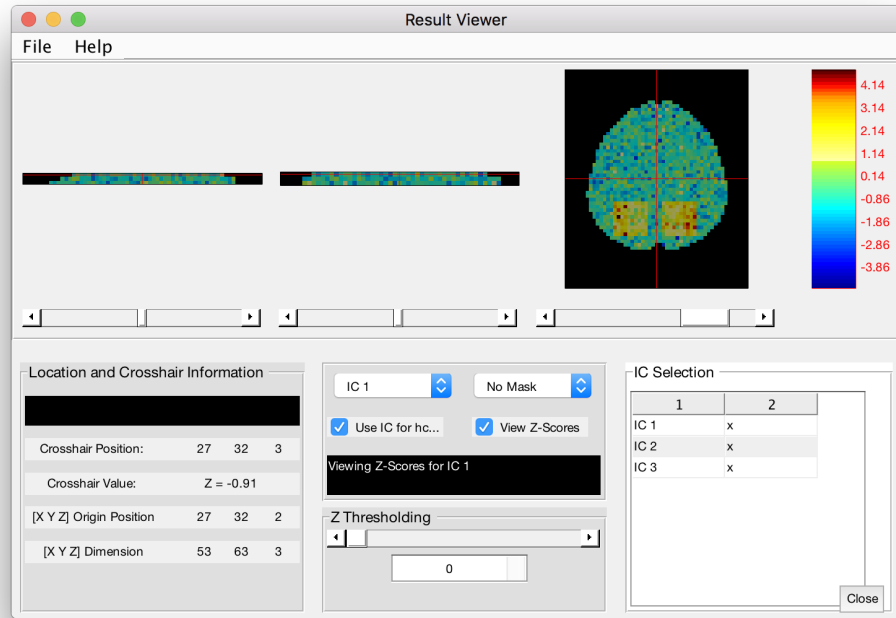 Result Viewer
File Help
4.14
3.14
2.14
1.14
0.14
-0.86
-1.86
-2.86
-3.86
Location and Crosshair Information
Crosshair Position: 27 32 3
Crosshair Value: Z = -0.91
[X Y Z] Origin Position 27 32 2
[X Y Z] Dimension 53 63 3
IC 1 No Mask
Use IC for hc... View Z-Scores
Viewing Z-Scores for IC 1
Z Thresholding
0
IC Selection
1 2
IC 1 x
IC 2 x
IC 3 x
Close